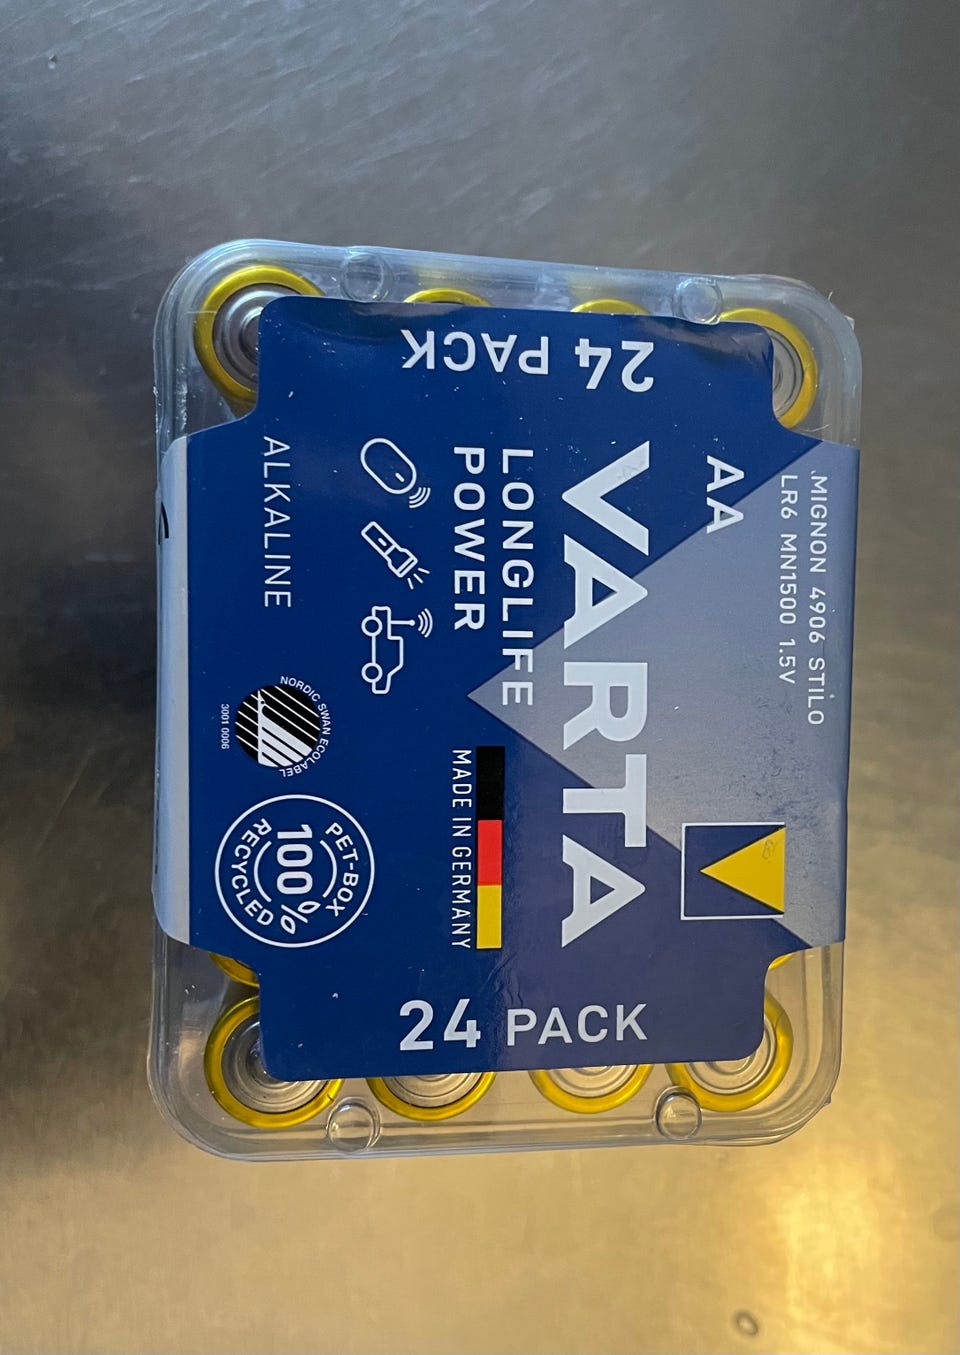 24 PACK
MIGNON 4906 STILO
LR6 MN1500 1.5V
AA
VARTA
LONGLIFE
POWER
MADE IN GERMANY
ALKALINE
NORDIC SWAN ECOLABEL
3001 0006
PET-BOX
100%
RECYCLED
24 PACK